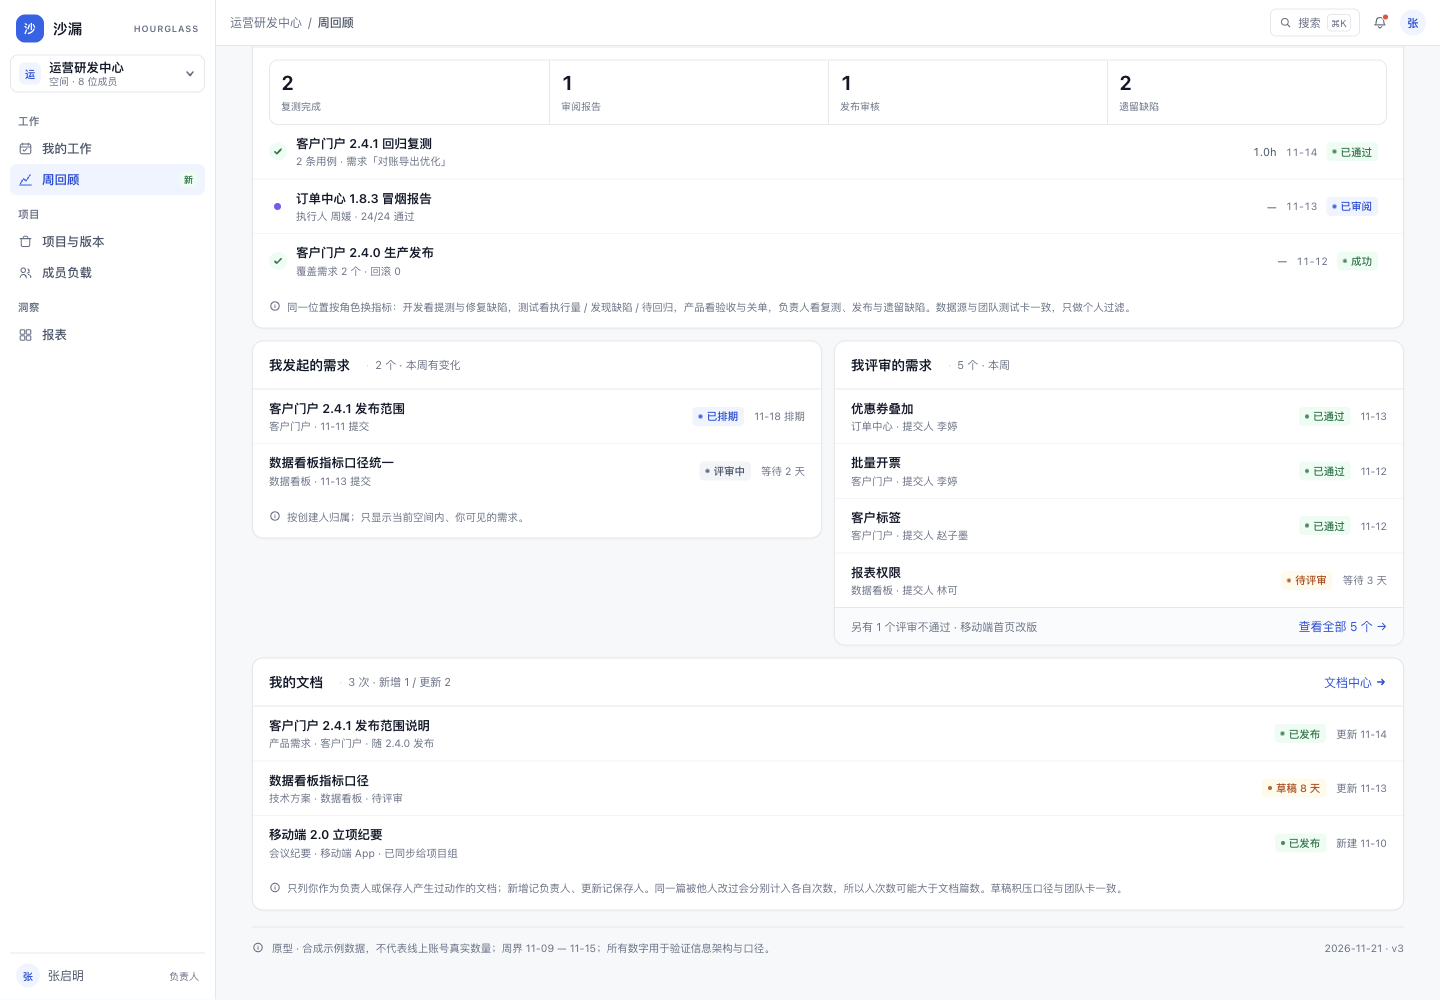 沙
沙漏
HOURGLASS
运
运营研发中心
空间 · 8 位成员
工作
我的工作
周回顾
新
项目
项目与版本
成员负载
洞察
报表
张
张启明
负责人
运营研发中心 / 周回顾
搜索 ⌘K
张
2
复测完成
1
审阅报告
1
发布审核
2
遗留缺陷
客户门户 2.4.1 回归复测
2 条用例 · 需求「对账导出优化」
1.0h 11-14 已通过
订单中心 1.8.3 冒烟报告
执行人 周媛 · 24/24 通过
— 11-13 已审阅
客户门户 2.4.0 生产发布
覆盖需求 2 个 · 回滚 0
— 11-12 成功
同一位置按角色换指标：开发看提测与修复缺陷，测试看执行量 / 发现缺陷 / 待回归，产品看验收与关单，负责人看复测、发布与遗留缺陷。数据源与团队测试卡一致，只做个人过滤。
我发起的需求 · 2 个 · 本周有变化
客户门户 2.4.1 发布范围
客户门户 · 11-11 提交
已排期 11-18 排期
数据看板指标口径统一
数据看板 · 11-13 提交
评审中 等待 2 天
按创建人归属；只显示当前空间内、你可见的需求。
我评审的需求 · 5 个 · 本周
优惠券叠加
订单中心 · 提交人 李婷
已通过 11-13
批量开票
客户门户 · 提交人 李婷
已通过 11-12
客户标签
客户门户 · 提交人 赵子墨
已通过 11-12
报表权限
数据看板 · 提交人 林可
待评审 等待 3 天
另有 1 个评审不通过 · 移动端首页改版
查看全部 5 个 →
我的文档 · 3 次 · 新增 1 / 更新 2
文档中心 →
客户门户 2.4.1 发布范围说明
产品需求 · 客户门户 · 随 2.4.0 发布
已发布 更新 11-14
数据看板指标口径
技术方案 · 数据看板 · 待评审
草稿 8 天 更新 11-13
移动端 2.0 立项纪要
会议纪要 · 移动端 App · 已同步给项目组
已发布 新建 11-10
只列你作为负责人或保存人产生过动作的文档；新增记负责人、更新记保存人。同一篇被他人改过会分别计入各自次数，所以人次数可能大于文档篇数。草稿积压口径与团队卡一致。
原型 · 合成示例数据，不代表线上账号真实数量；周界 11-09 — 11-15；所有数字用于验证信息架构与口径。
2026-11-21 · v3